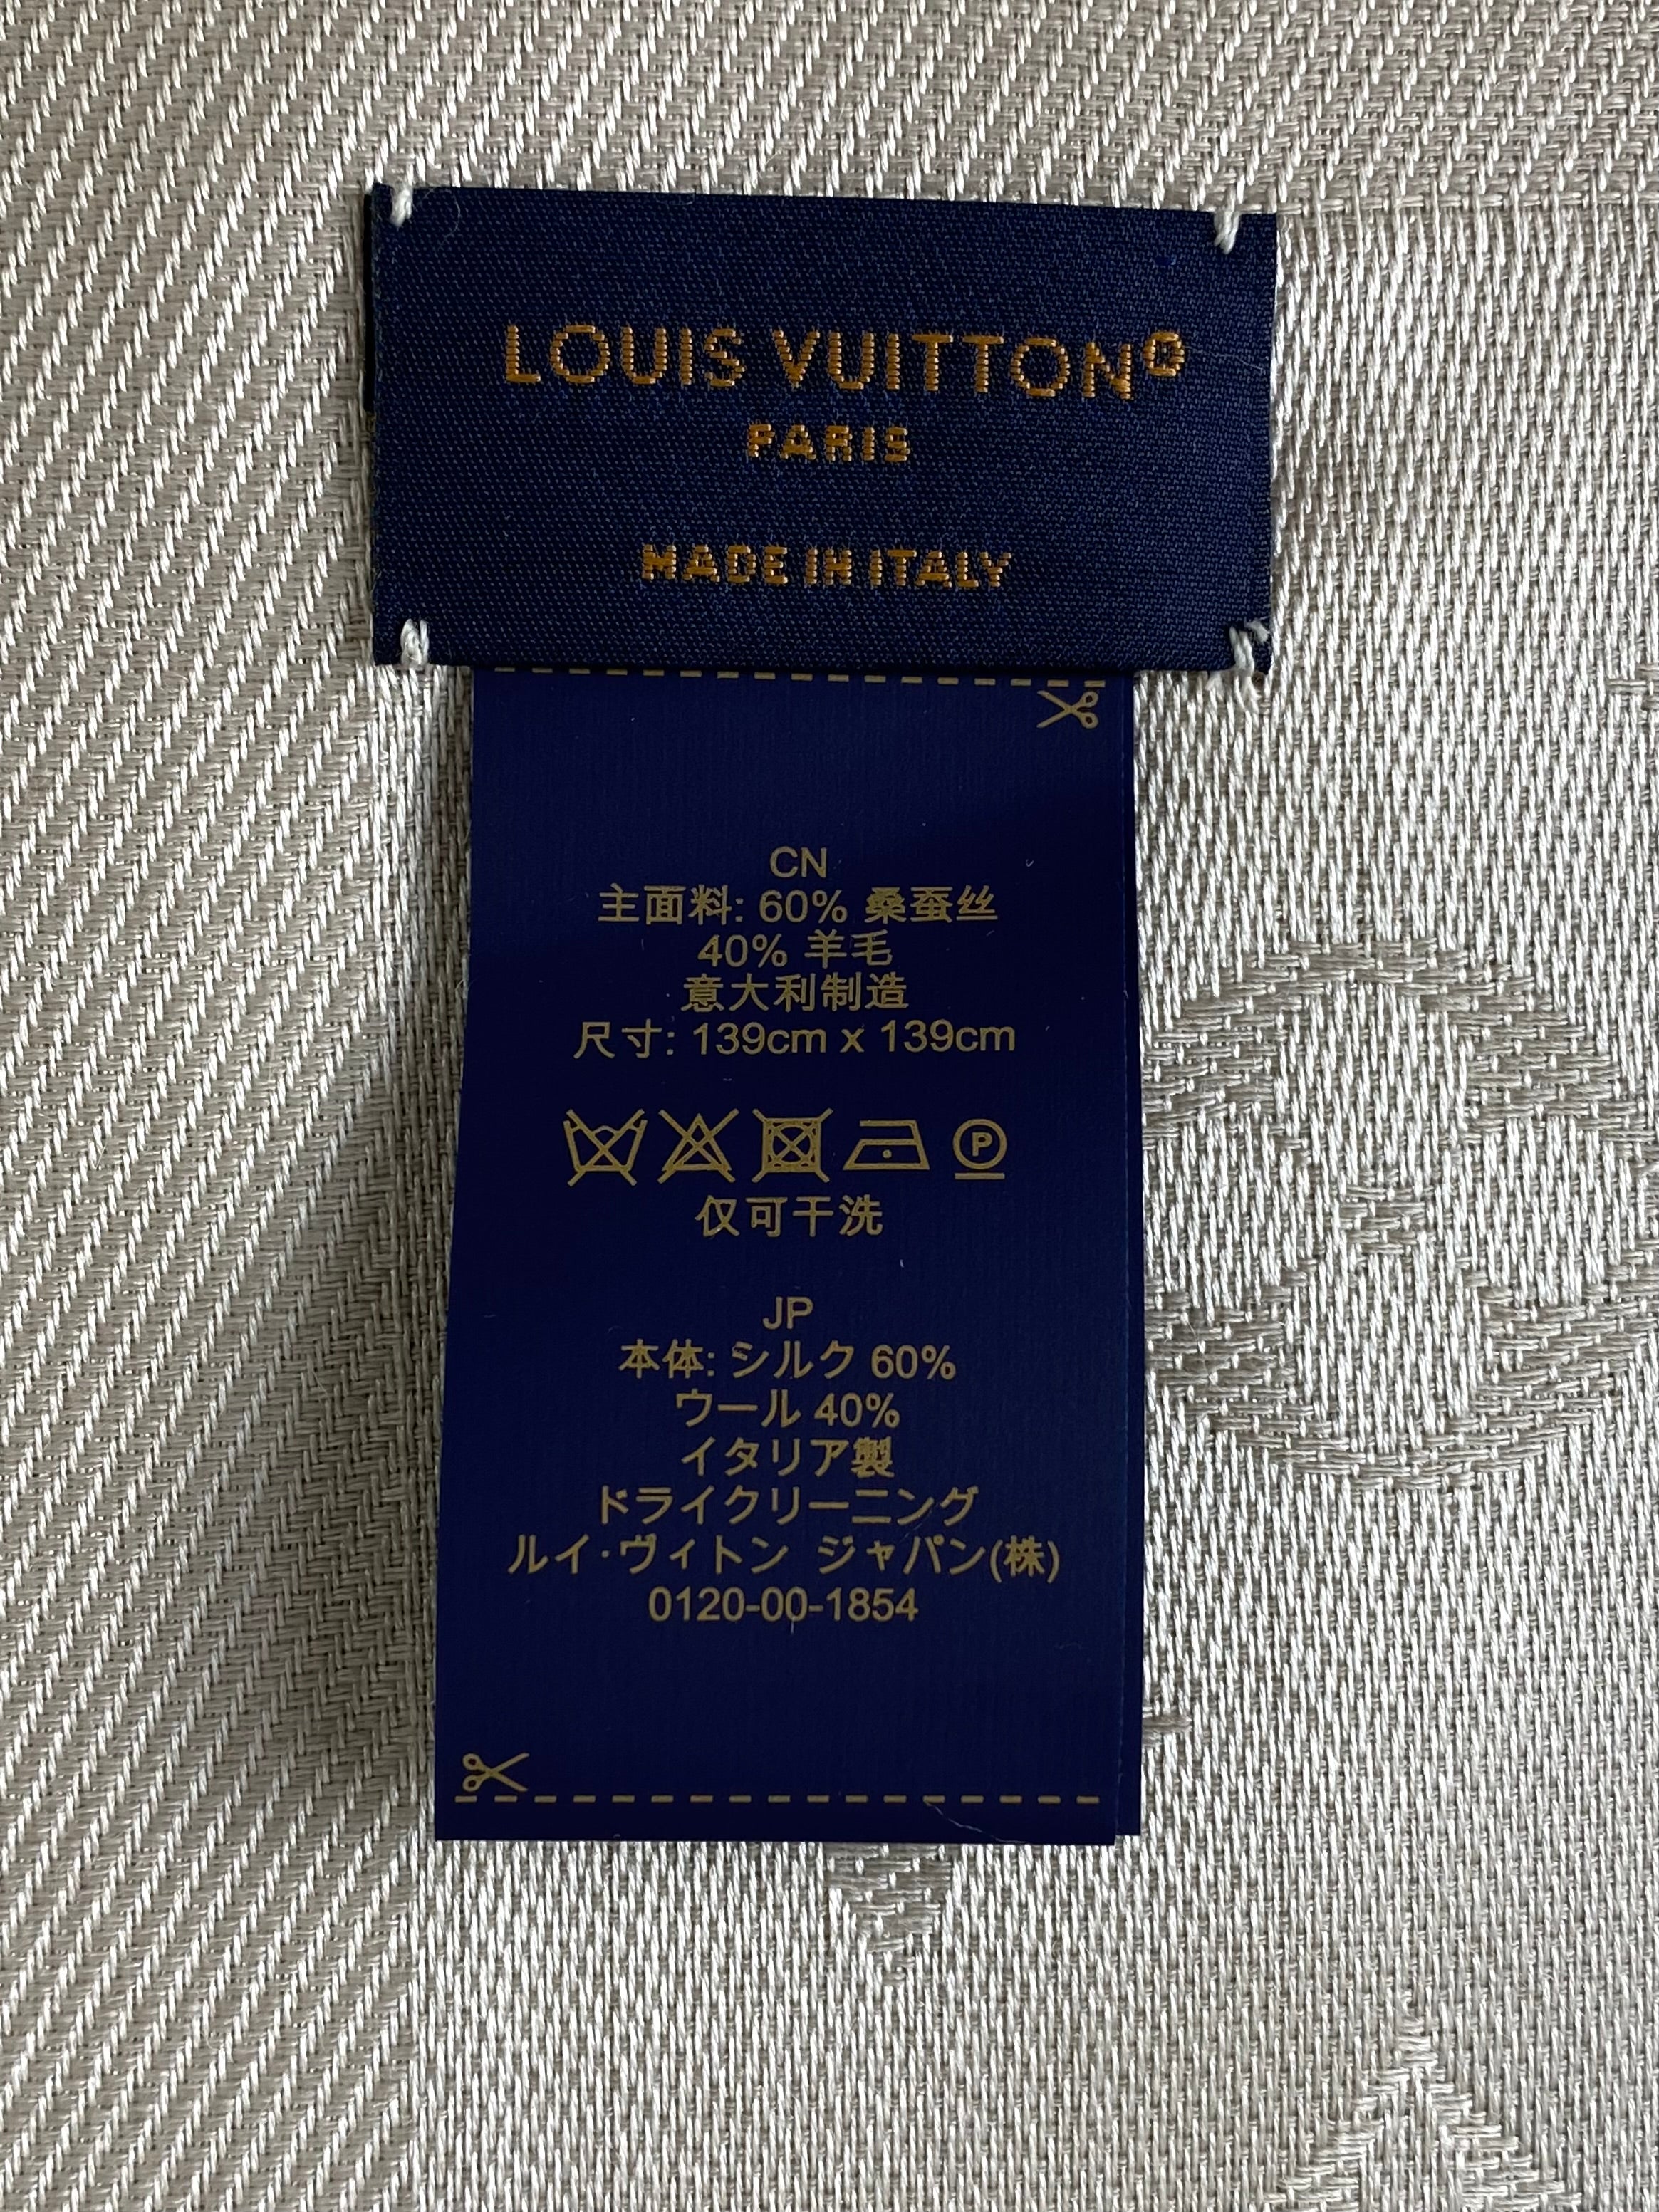 LOUIS VUITTON®
PARIS
MADE IN ITALY
CN
主面料: 60% 桑蚕丝
40% 羊毛
意大利制造
尺寸: 139cm x 139cm
P
仅可干洗
JP
本体: シルク 60%
ウール 40%
イタリア製
ドライクリーニング
ルイ·ヴィトン ジャパン(株)
0120-00-1854